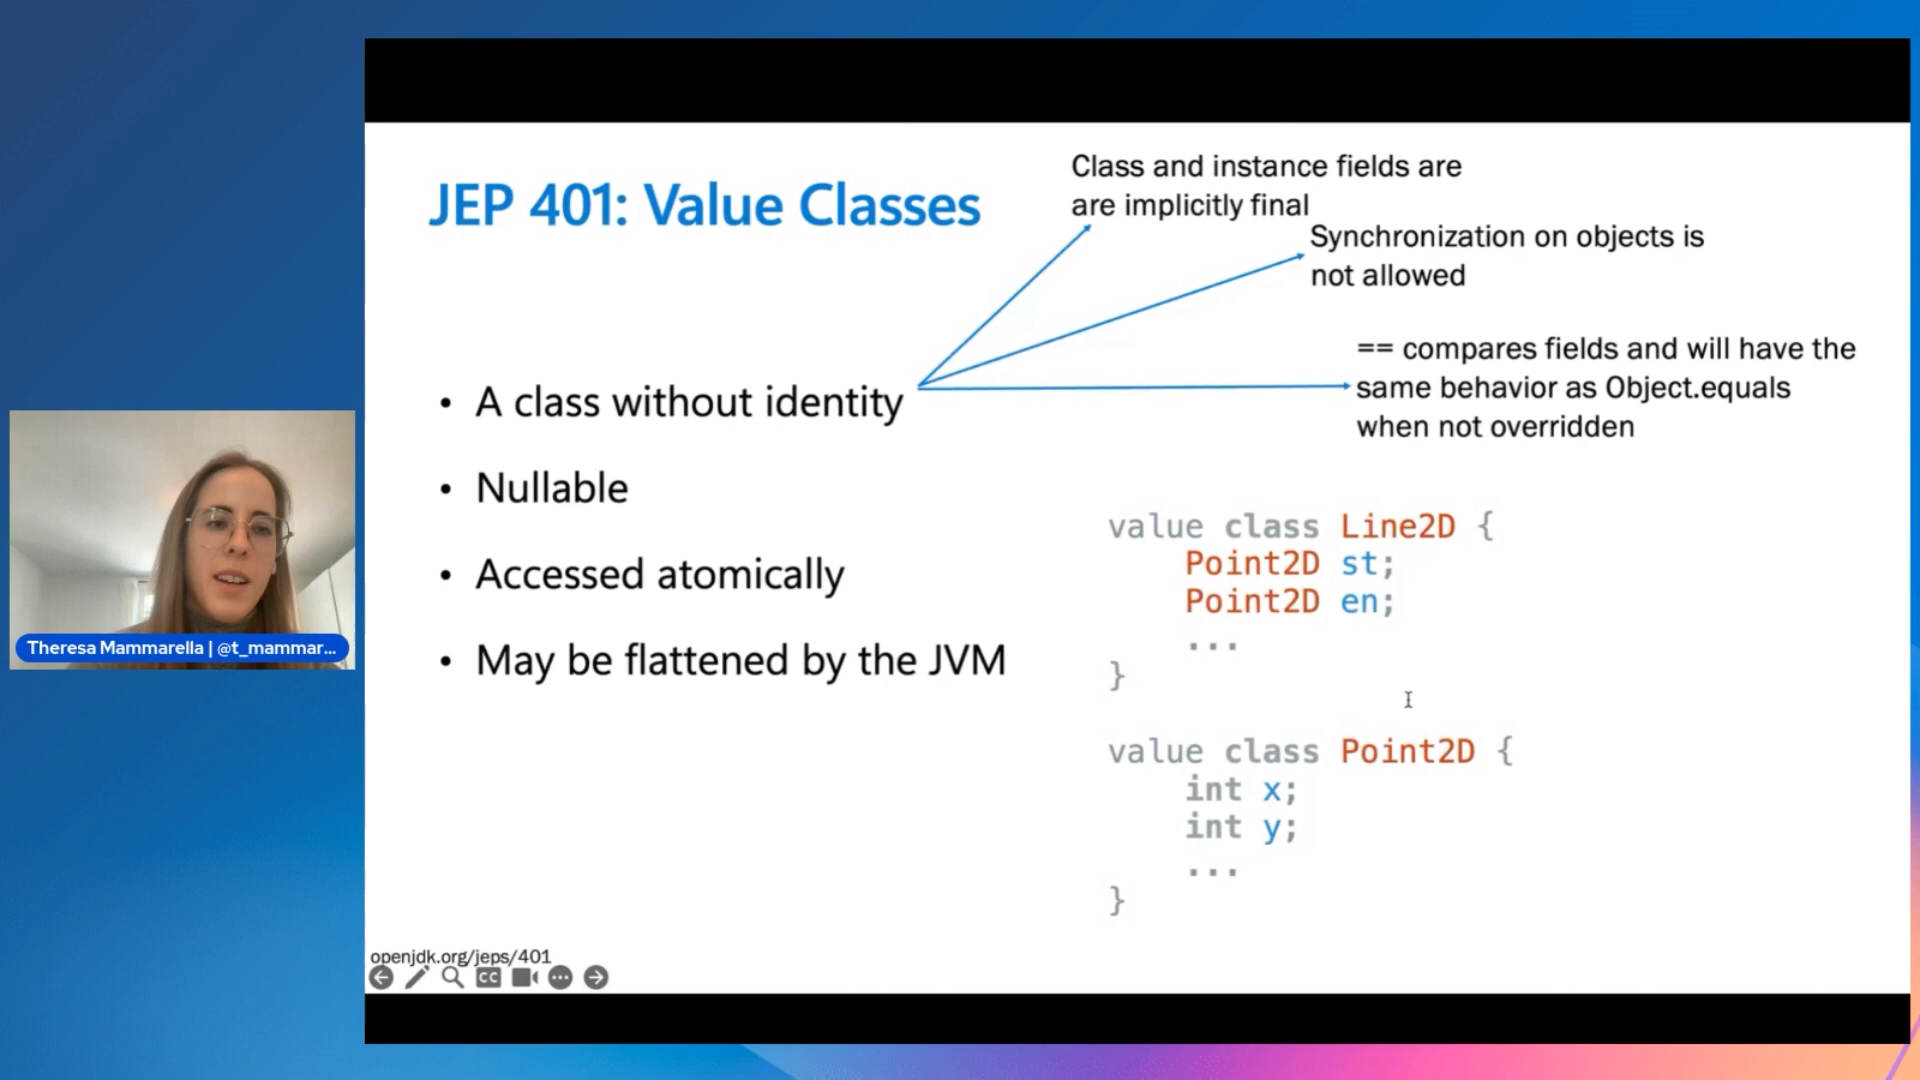 JEP 401: Value Classes
Class and instance fields are
are implicitly final
Synchronization on objects is
not allowed
== compares fields and will have the
same behavior as Object.equals
when not overridden
• A class without identity
• Nullable
• Accessed atomically
• May be flattened by the JVM
value class Line2D {
Point2D st;
Point2D en;
...
}
value class Point2D {
int x;
int y;
...
}
Theresa Mammarella | @t_mammar...
openjdk.org/jeps/401
CC